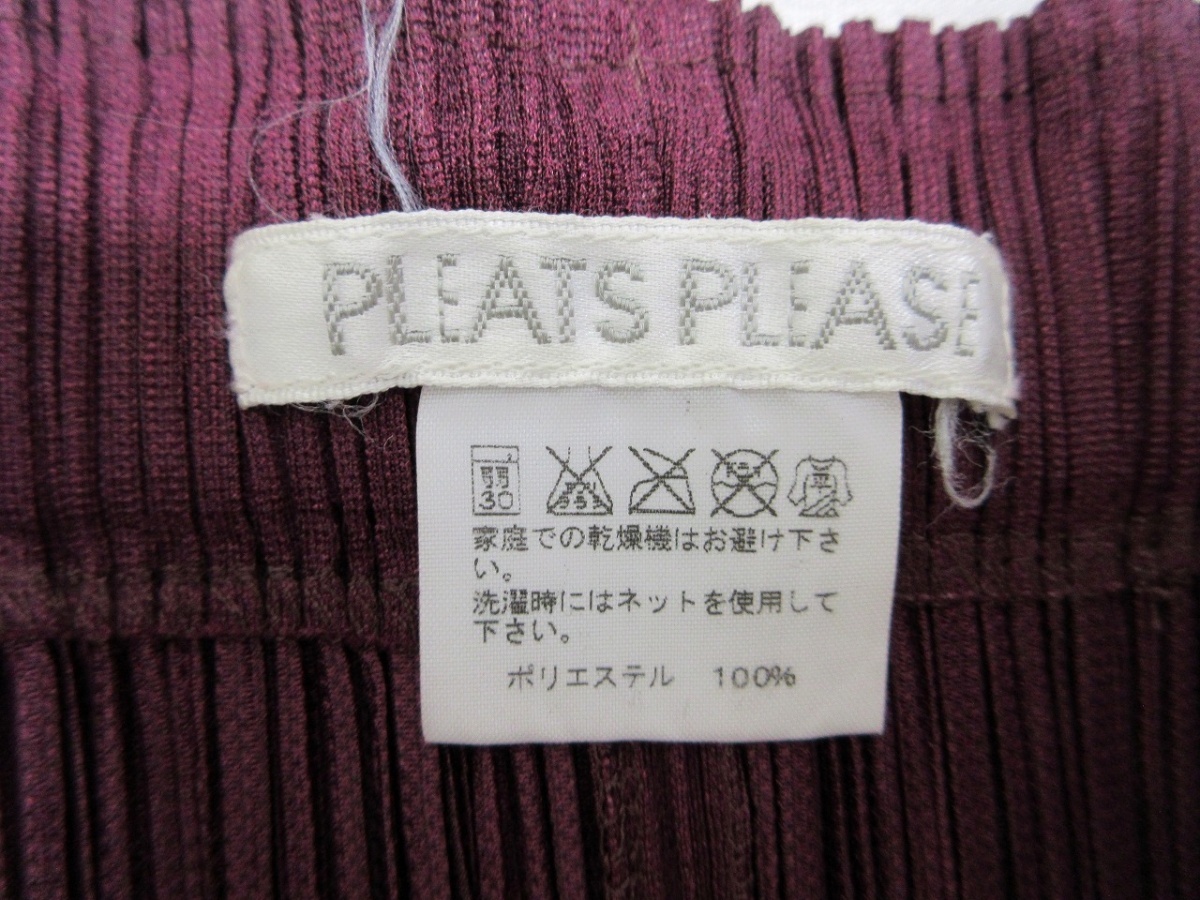 PLEATS PLEASE
弱
30
家庭での乾燥機はお避け下さ
い。
洗濯時にはネットを使用して
下さい。
ポリエステル 100%